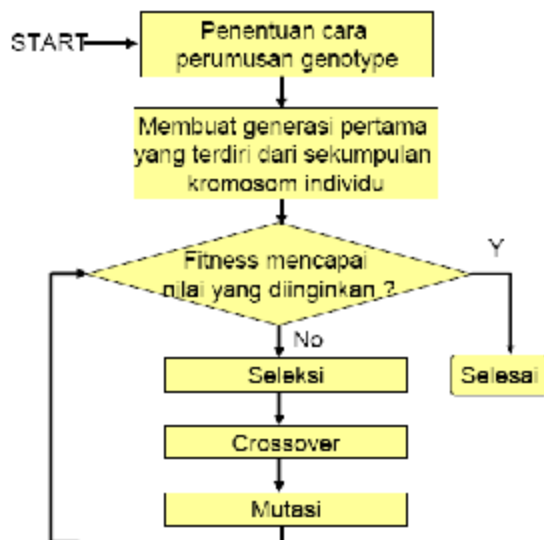 START
Penentuan cara
perumusan genotype
Membuat generasi pertama
yang terdiri dari sekumpulan
kromosom individu
Fitness mencapai
nilai yang diinginkan ?
Y
No
Seleksi
Selesai
Crossover
Mutasi